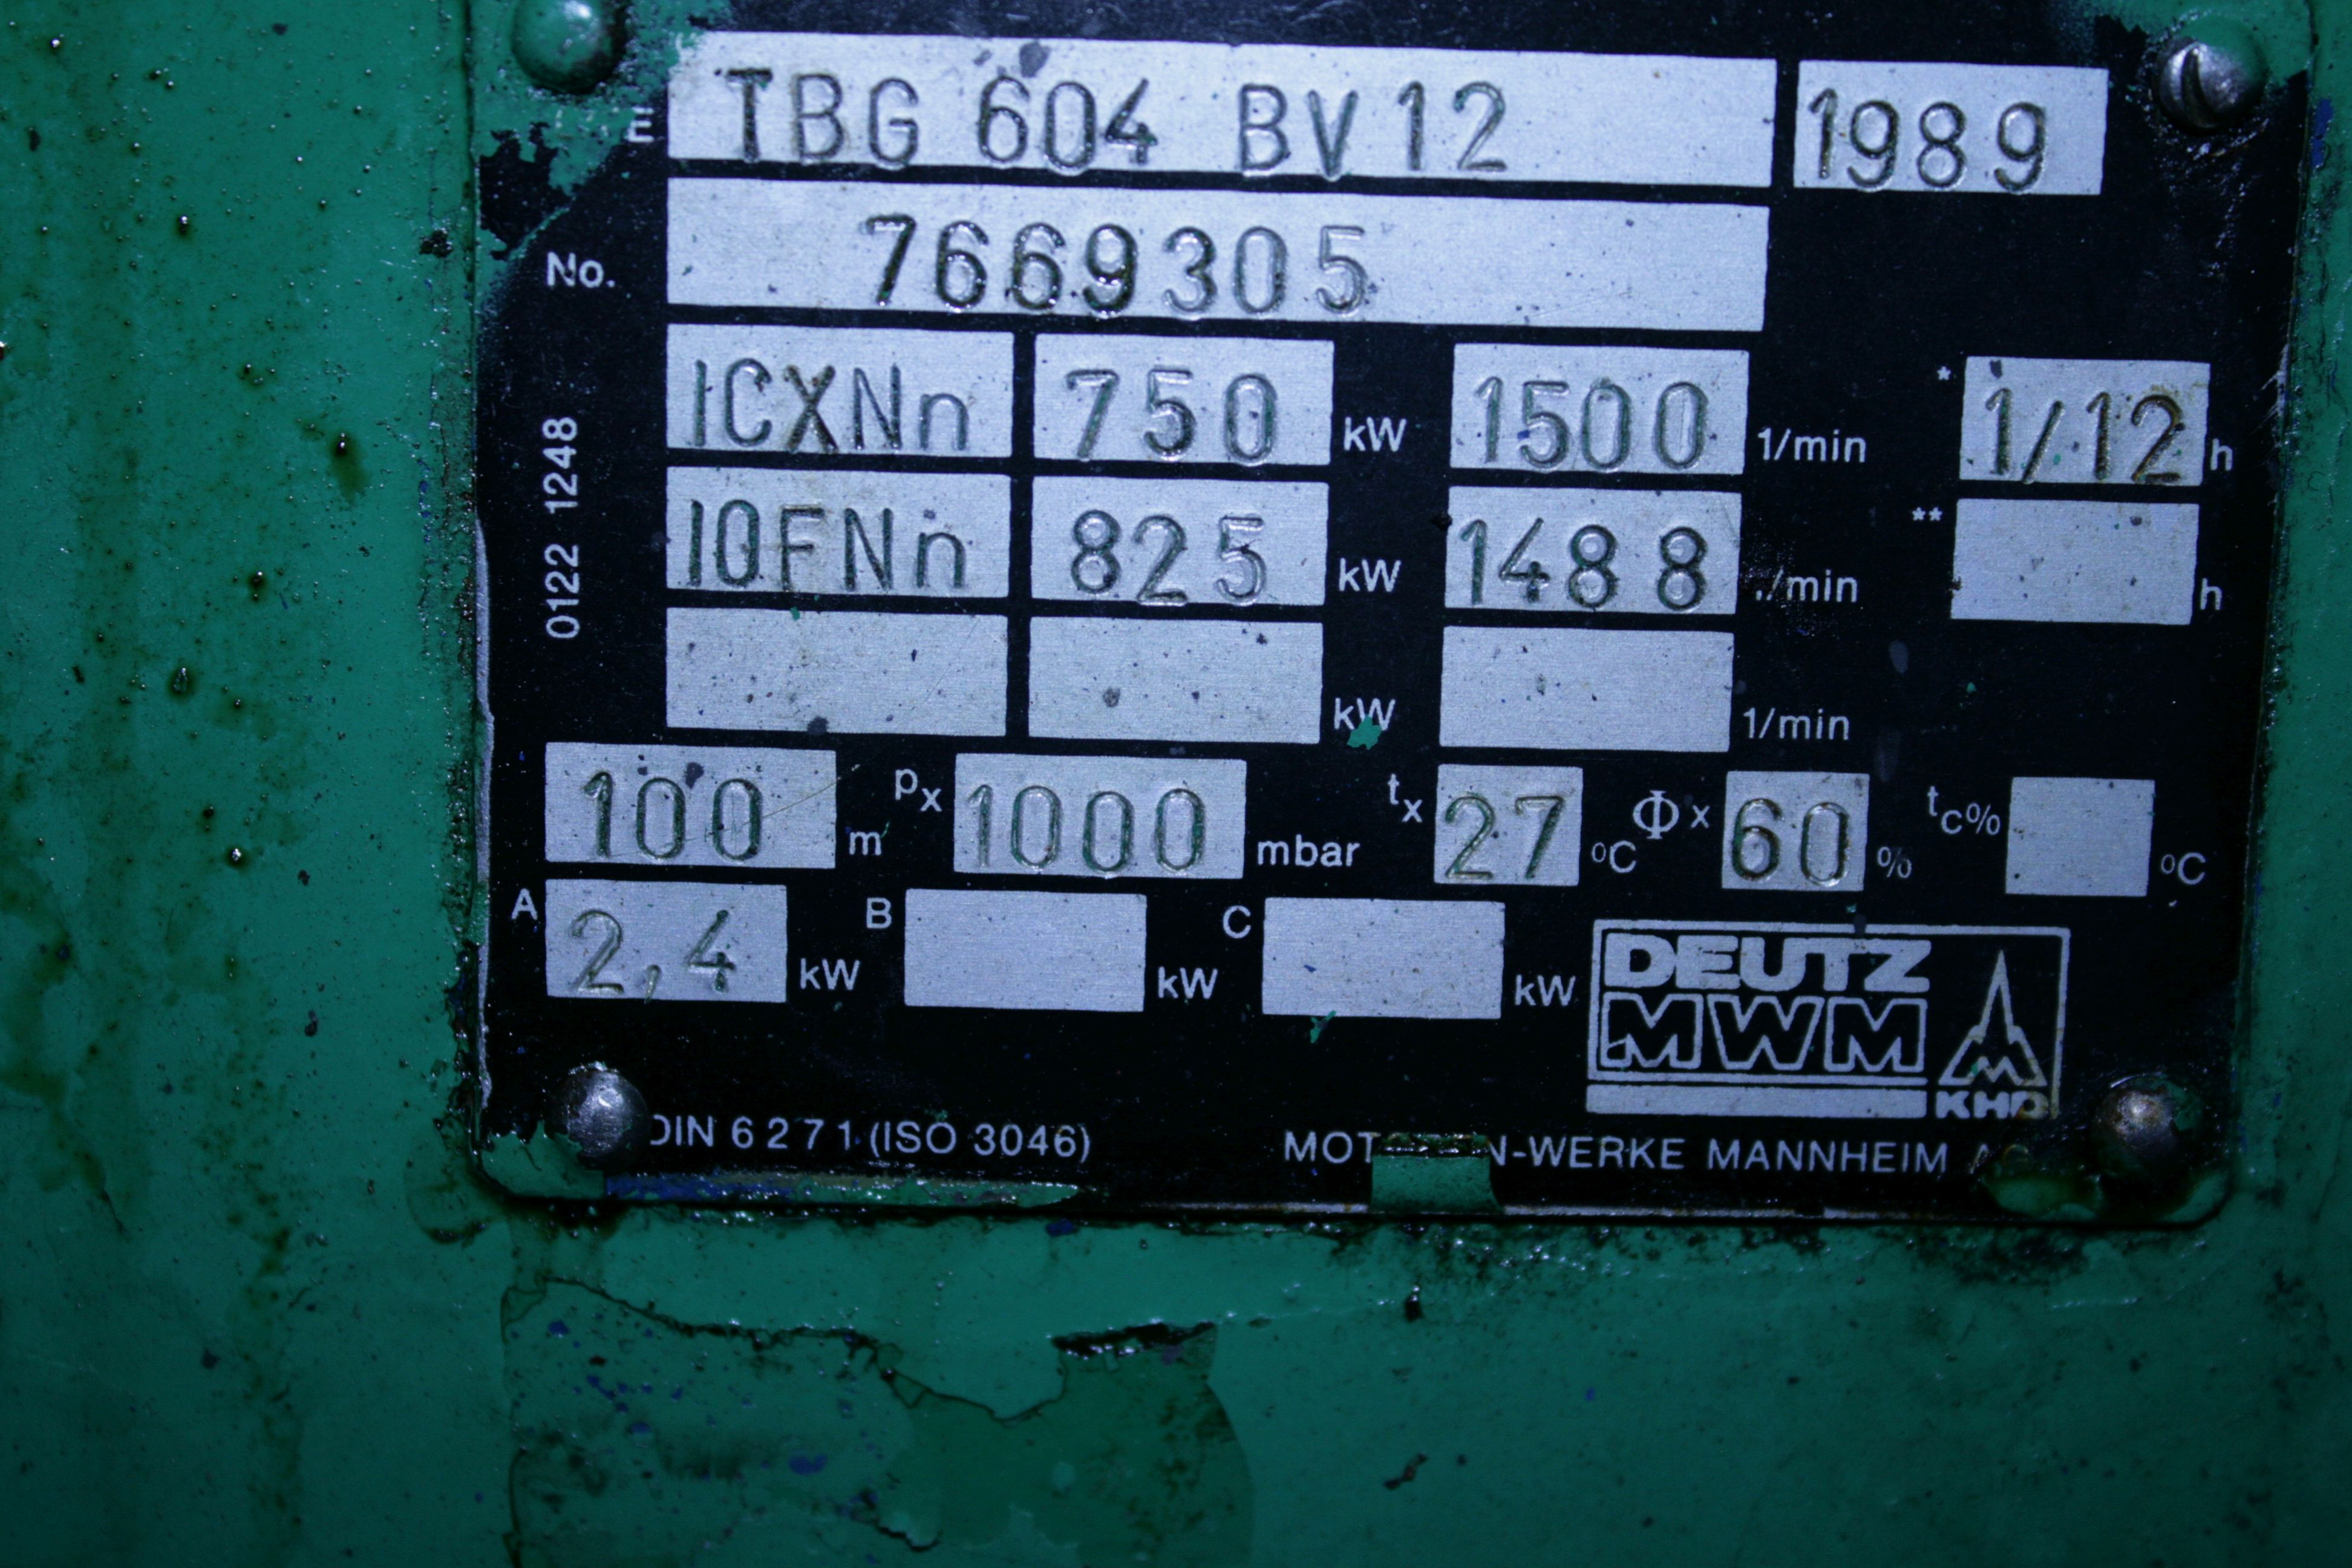 TBG 604 BV12 1989
No. 7669305
ICXNn 750 kW 1500 1/min * 1/12 h
IOFNn 825 kW 1488 /min ** h
kW 1/min
0122 1248
100 m px 1000 mbar tx 27 °C Φx 60 % tc% °C
A 2,4 kW B kW C kW
DEUTZ
MWM
KHD
DIN 6271 (ISO 3046) MOTOREN-WERKE MANNHEIM AG